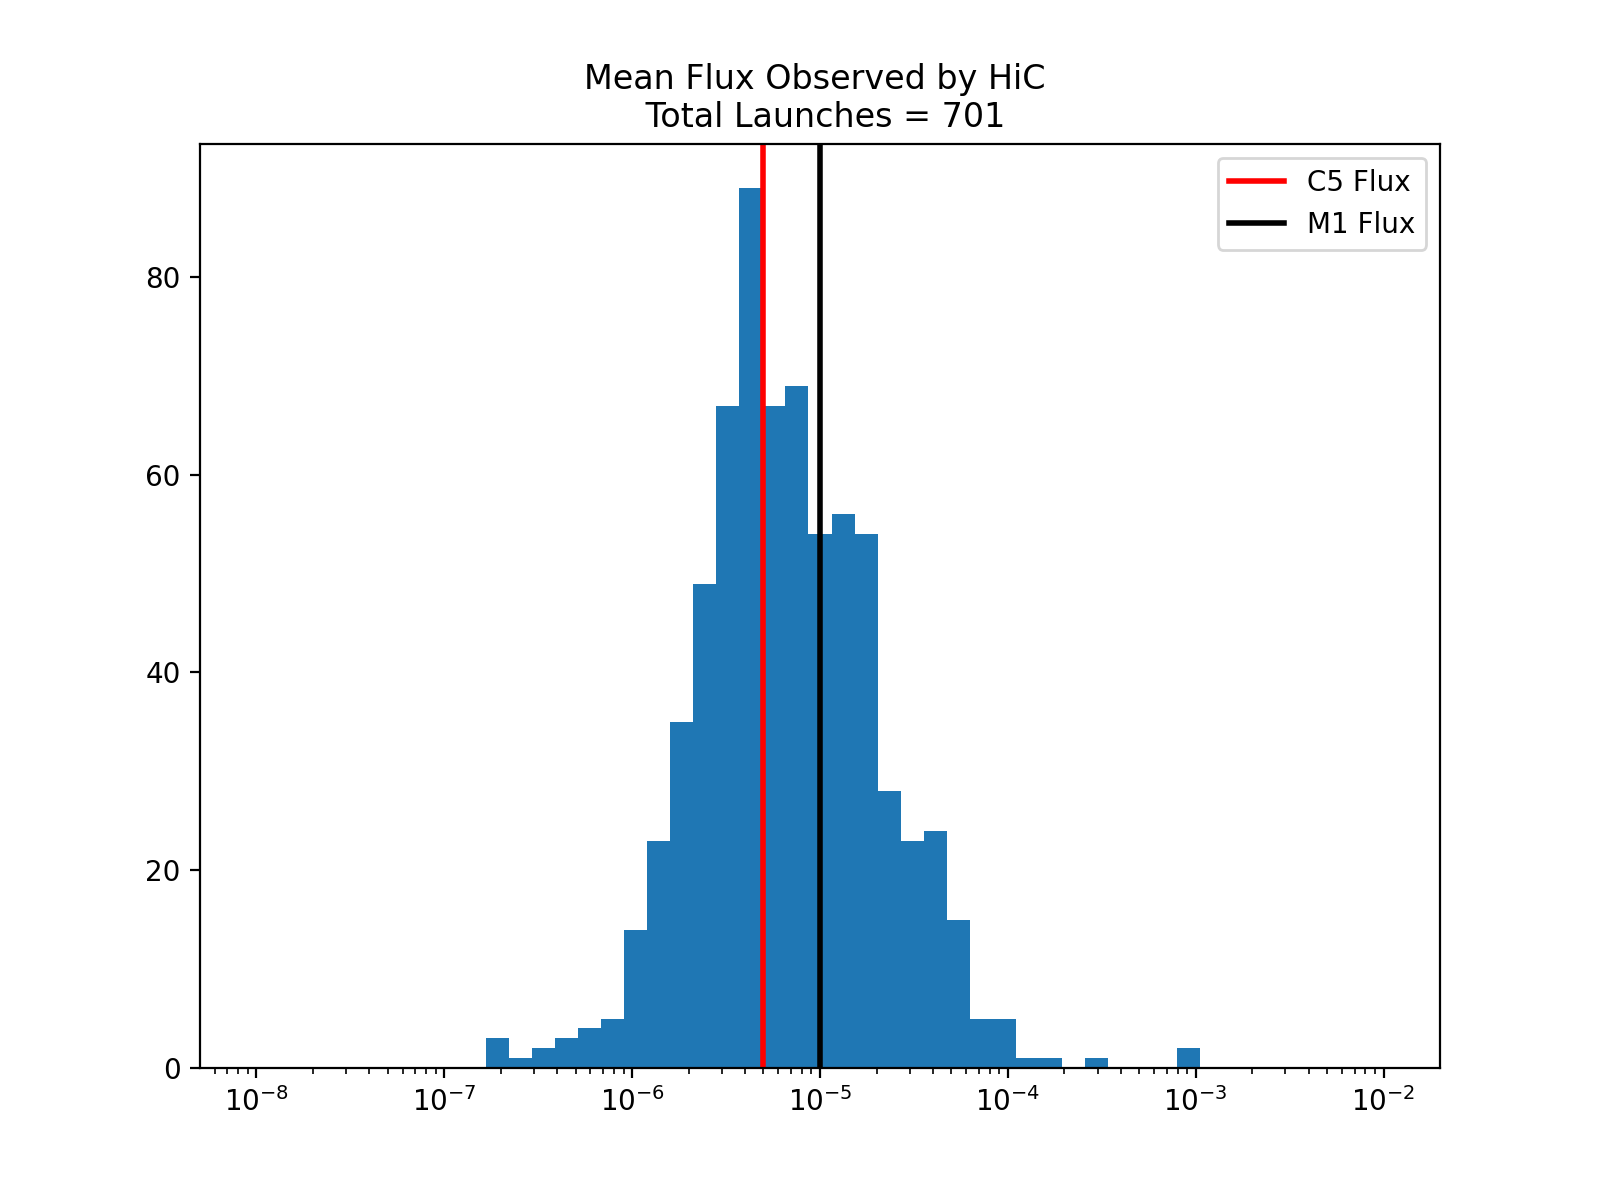 Mean Flux Observed by HiC
Total Launches = 701
C5 Flux
M1 Flux
80
60
40
20
0
10⁻⁸ 10⁻⁷ 10⁻⁶ 10⁻⁵ 10⁻⁴ 10⁻³ 10⁻²